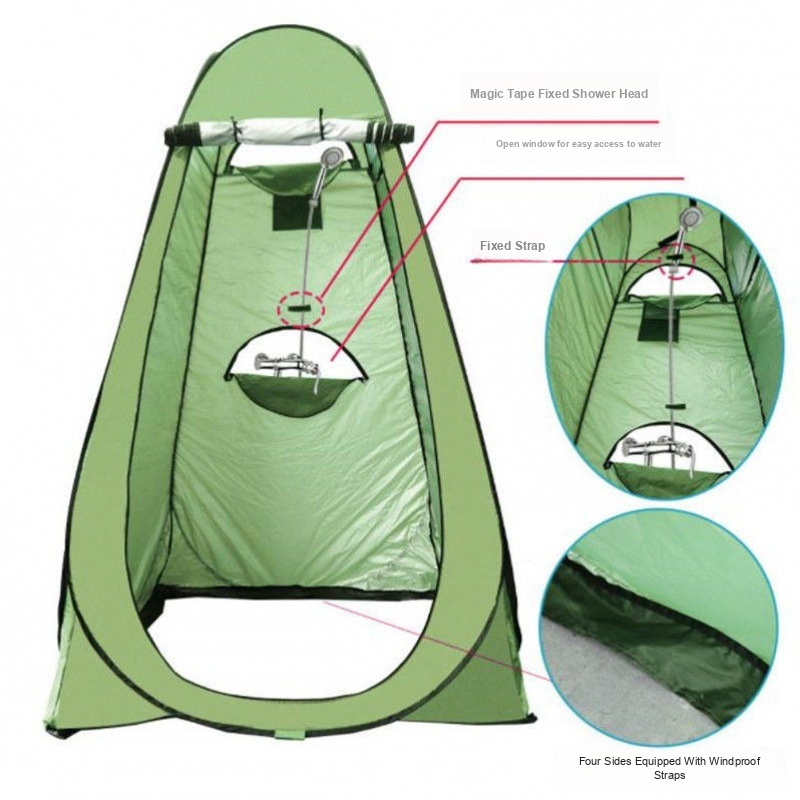 Magic Tape Fixed Shower Head
Open window for easy access to water
Fixed Strap
Four Sides Equipped With Windproof
Straps